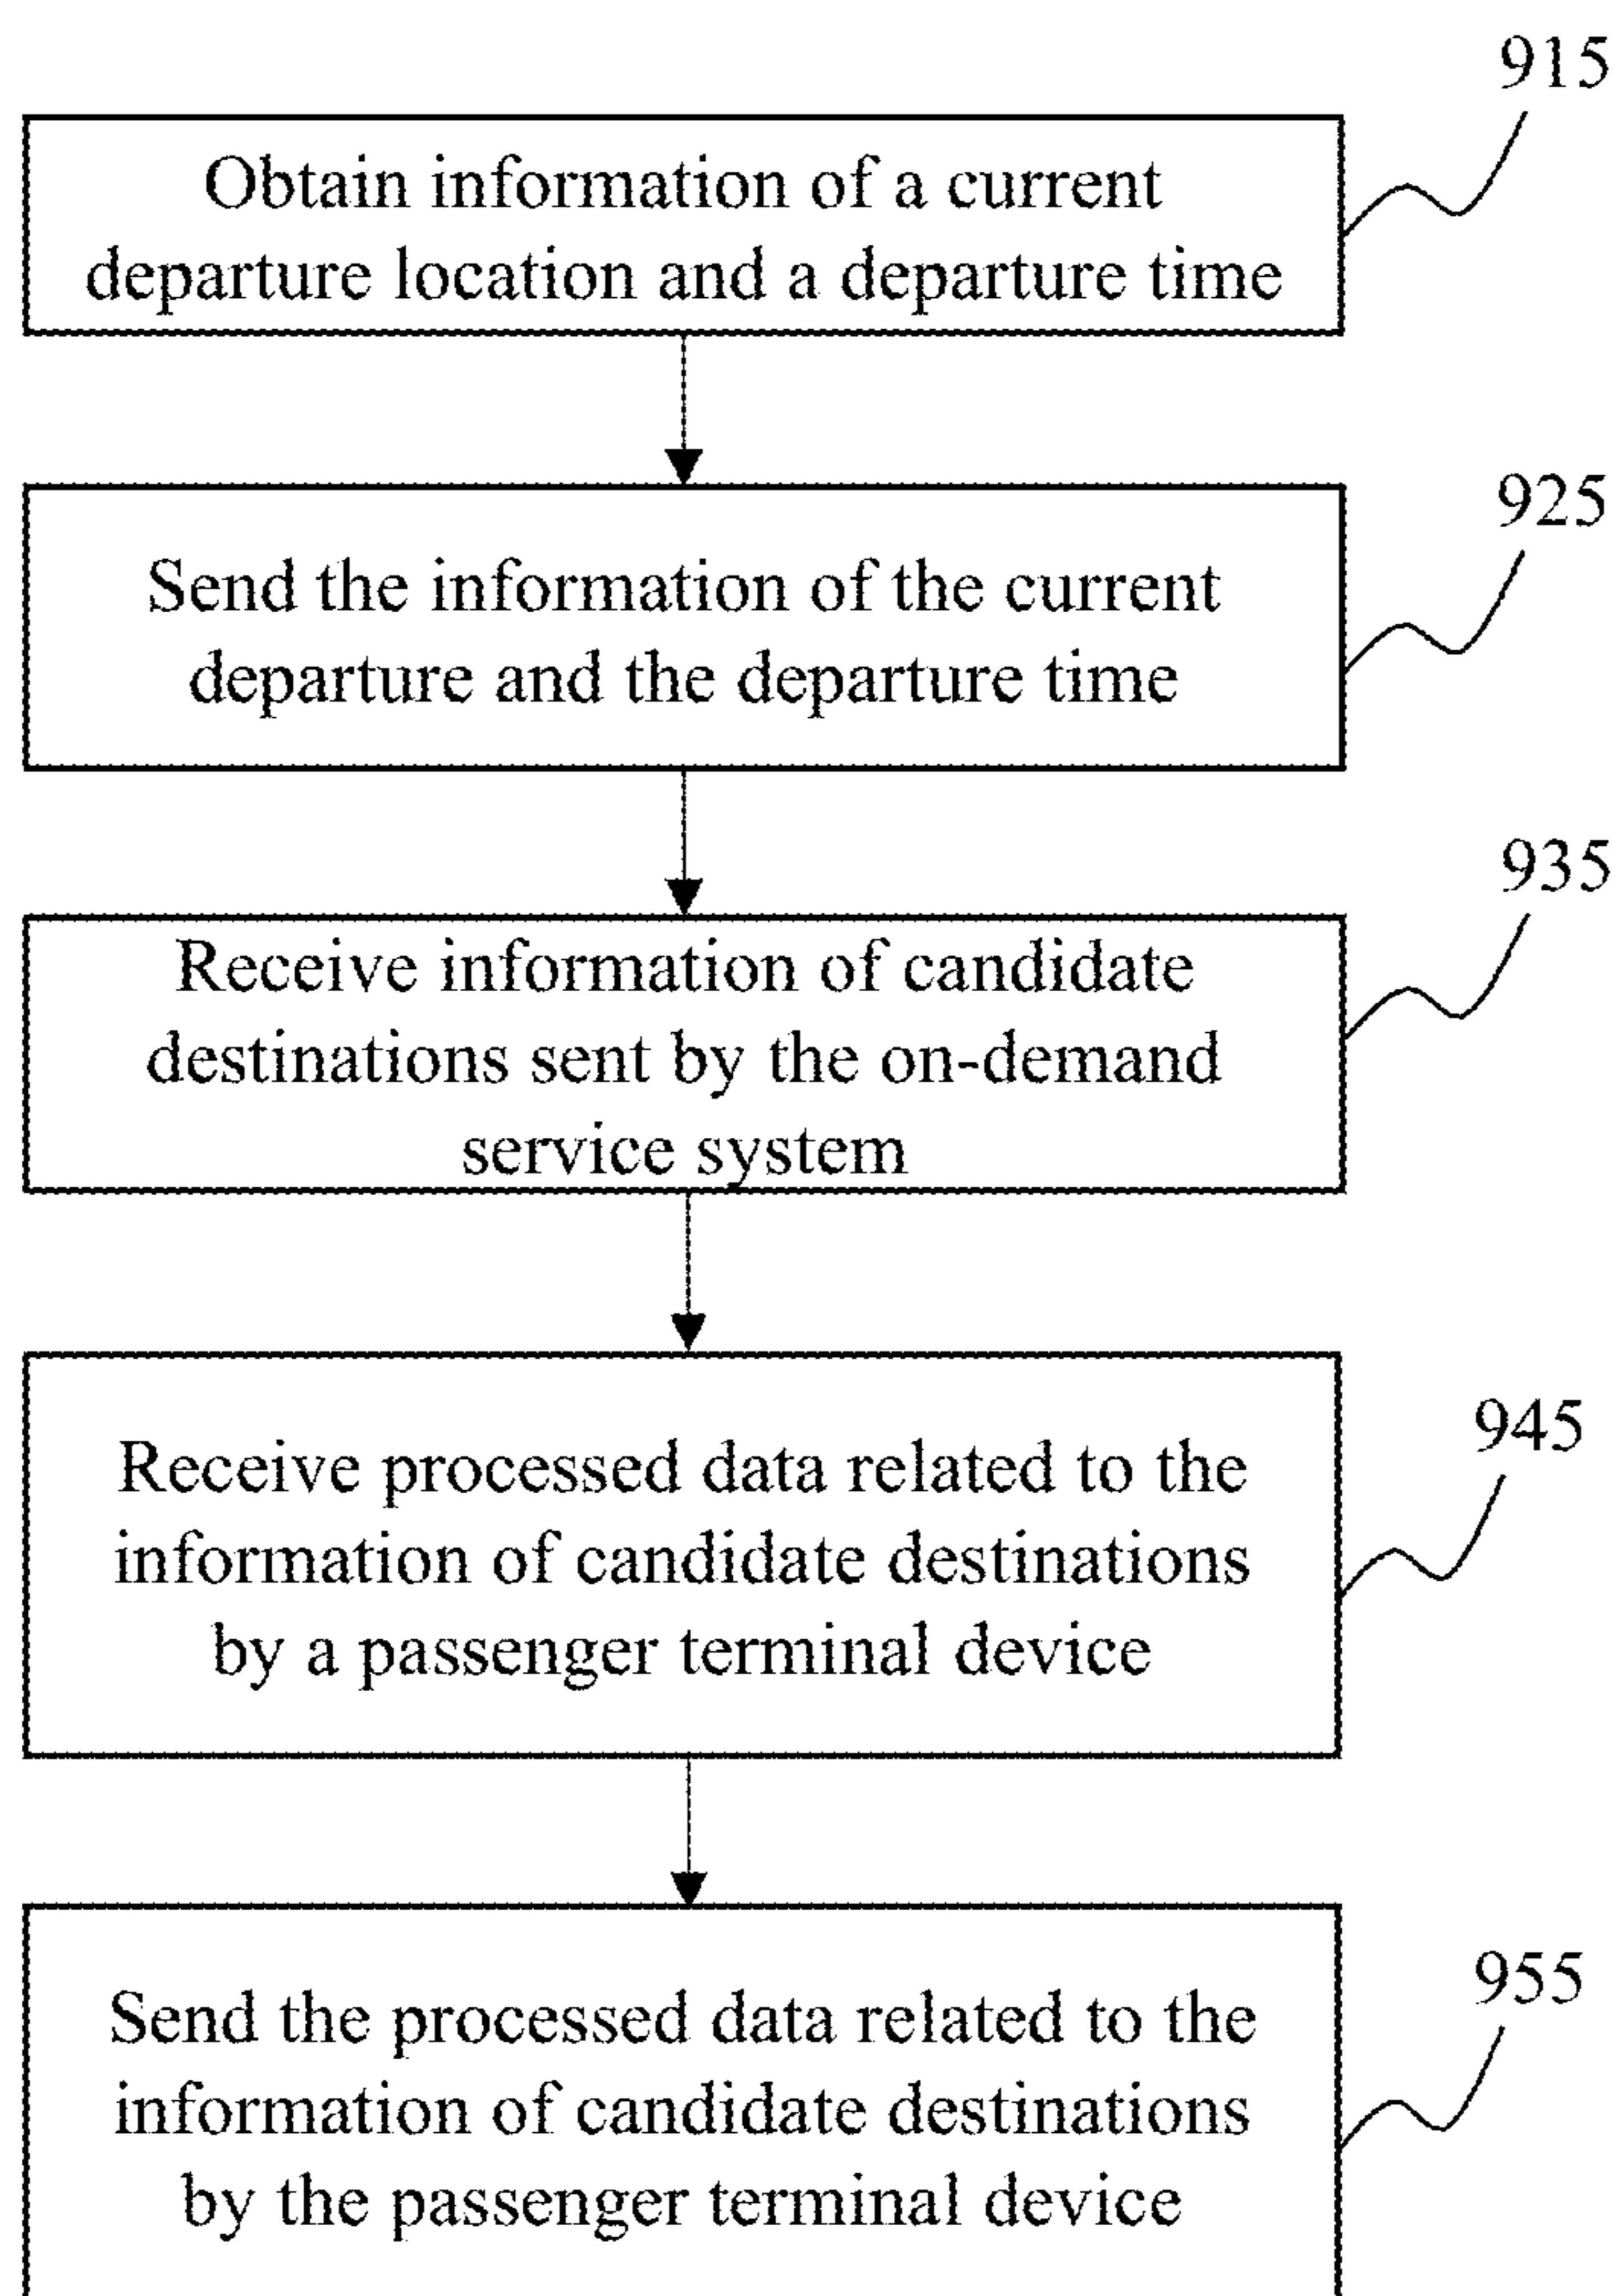 915
Obtain information of a current
departure location and a departure time
925
Send the information of the current
departure and the departure time
935
Receive information of candidate
destinations sent by the on-demand
service system
945
Receive processed data related to the
information of candidate destinations
by a passenger terminal device
955
Send the processed data related to the
information of candidate destinations
by the passenger terminal device